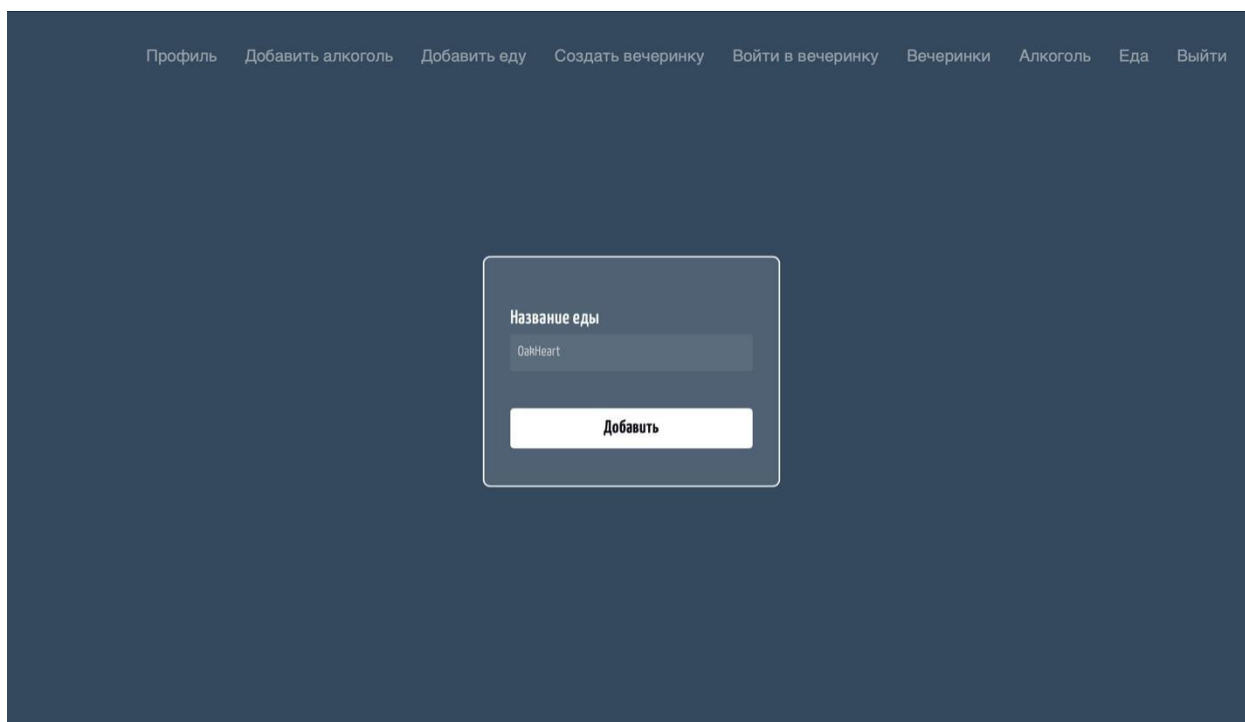 Профиль Добавить алкоголь Добавить еду Создать вечеринку Войти в вечеринку Вечеринки Алкоголь Еда Выйти
Название еды
OakHeart
Добавить